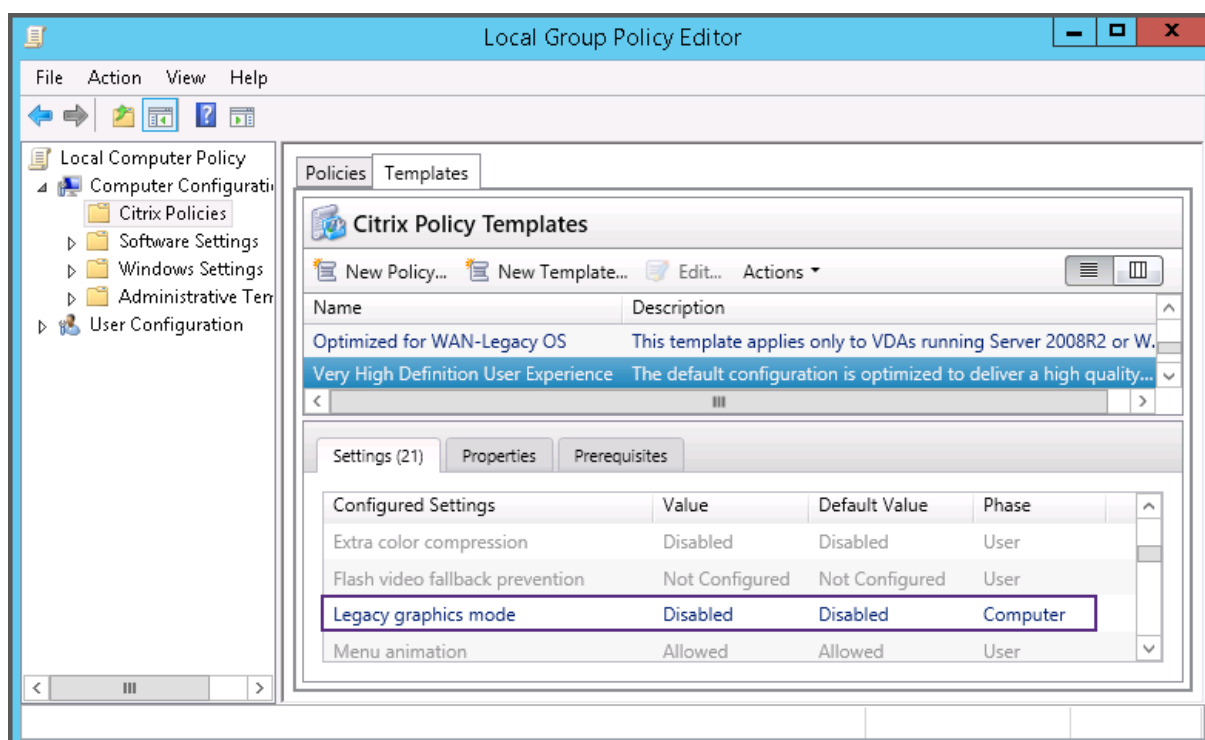 Local Group Policy Editor
File Action View Help
Local Computer Policy
Computer Configurati
Citrix Policies
Software Settings
Windows Settings
Administrative Tem
User Configuration
Policies Templates
Citrix Policy Templates
New Policy... New Template... Edit... Actions
Name Description
Optimized for WAN-Legacy OS This template applies only to VDAs running Server 2008R2 or W.
Very High Definition User Experience The default configuration is optimized to deliver a high quality...
Settings (21) Properties Prerequisites
Configured Settings Value Default Value Phase
Extra color compression Disabled Disabled User
Flash video fallback prevention Not Configured Not Configured User
Legacy graphics mode Disabled Disabled Computer
Menu animation Allowed Allowed User